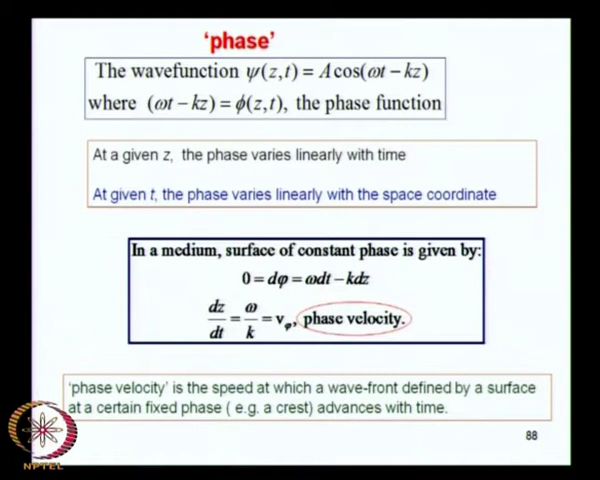 ‘phase’
The wavefunction ψ(z,t) = A cos(ωt − kz)
where (ωt − kz) = ϕ(z,t), the phase function
At a given z, the phase varies linearly with time
At given t, the phase varies linearly with the space coordinate
In a medium, surface of constant phase is given by:
0 = dφ = ωdt − kdz
dz/dt = ω/k = vφ, phase velocity.
‘phase velocity’ is the speed at which a wave-front defined by a surface
at a certain fixed phase ( e.g. a crest) advances with time.
88
NPTEL